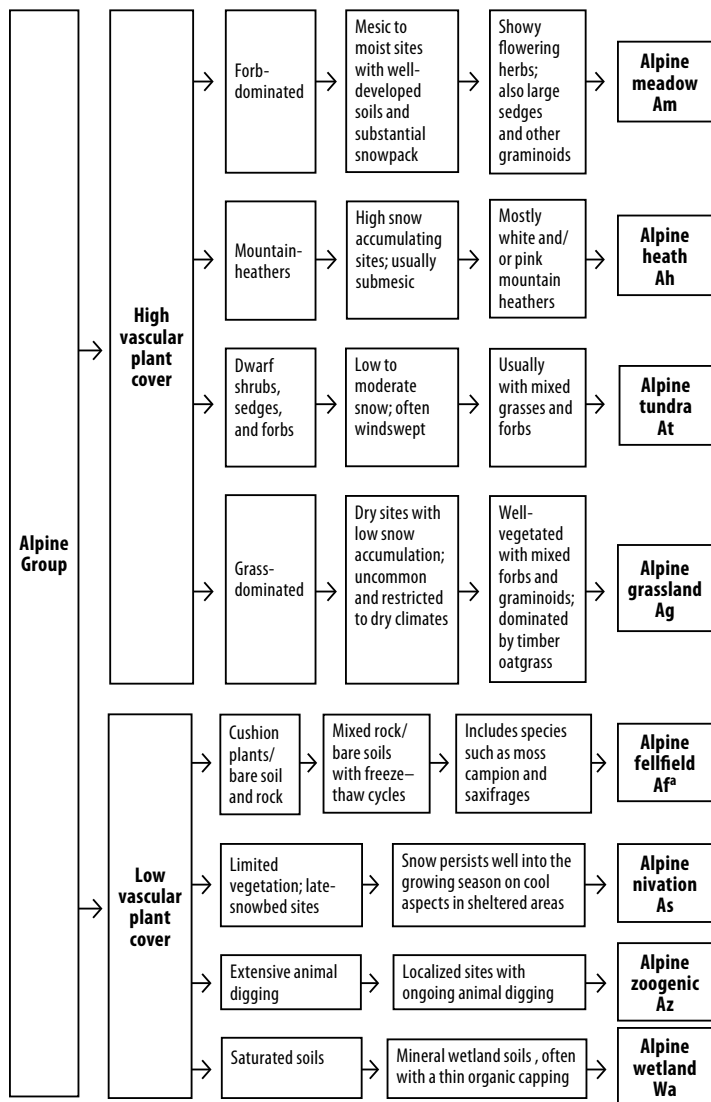 Alpine
Group
High
vascular
plant
cover
Forb-
dominated
Mesic to
moist sites
with well-
developed
soils and
substantial
snowpack
Showy
flowering
herbs;
also large
sedges
and other
graminoids
Alpine
meadow
Am
Mountain-
heathers
High snow
accumulating
sites; usually
submesic
Mostly
white and/
or pink
mountain
heathers
Alpine
heath
Ah
Dwarf
shrubs,
sedges,
and forbs
Low to
moderate
snow; often
windswept
Usually
with mixed
grasses and
forbs
Alpine
tundra
At
Grass-
dominated
Dry sites with
low snow
accumulation;
uncommon
and restricted
to dry climates
Well-
vegetated
with mixed
forbs and
graminoids;
dominated
by timber
oatgrass
Alpine
grassland
Ag
Low
vascular
plant
cover
Cushion
plants/
bare soil
and rock
Mixed rock/
bare soils
with freeze–
thaw cycles
Includes species
such as moss
campion and
saxifrages
Alpine
fellfield
Afª
Limited
vegetation; late-
snowbed sites
Snow persists well into the
growing season on cool
aspects in sheltered areas
Alpine
nivation
As
Extensive animal
digging
Localized sites with
ongoing animal digging
Alpine
zoogenic
Az
Saturated soils
Mineral wetland soils , often
with a thin organic capping
Alpine
wetland
Wa